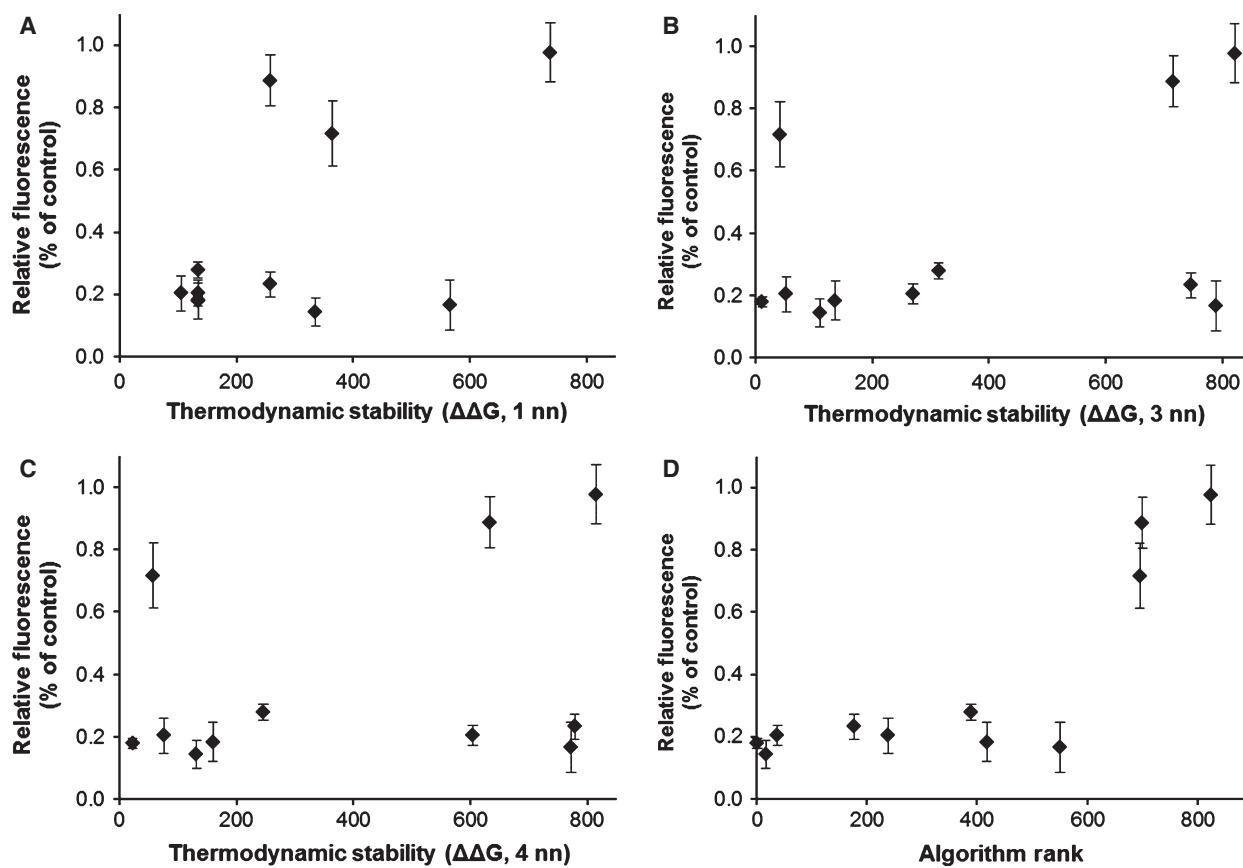 A
Relative fluorescence
(% of control)
1.0
0.8
0.6
0.4
0.2
0.0
0 200 400 600 800
Thermodynamic stability (ΔΔG, 1 nn)
B
Relative fluorescence
(% of control)
1.0
0.8
0.6
0.4
0.2
0.0
0 200 400 600 800
Thermodynamic stability (ΔΔG, 3 nn)
C
Relative fluorescence
(% of control)
1.0
0.8
0.6
0.4
0.2
0.0
0 200 400 600 800
Thermodynamic stability (ΔΔG, 4 nn)
D
Relative fluorescence
(% of control)
1.0
0.8
0.6
0.4
0.2
0.0
0 200 400 600 800
Algorithm rank